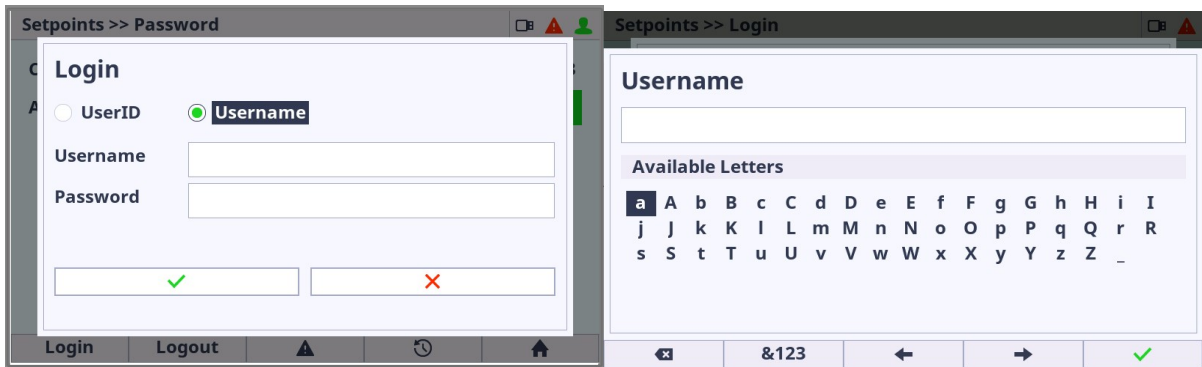 Setpoints >> Password
Login
UserID Username
Username
Password
Login Logout
Setpoints >> Login
Username
Available Letters
a A b B c C d D e E f F g G h H i I
j J k K l L m M n N o O p P q Q r R
s S t T u U v V w W x X y Y z Z _
&123